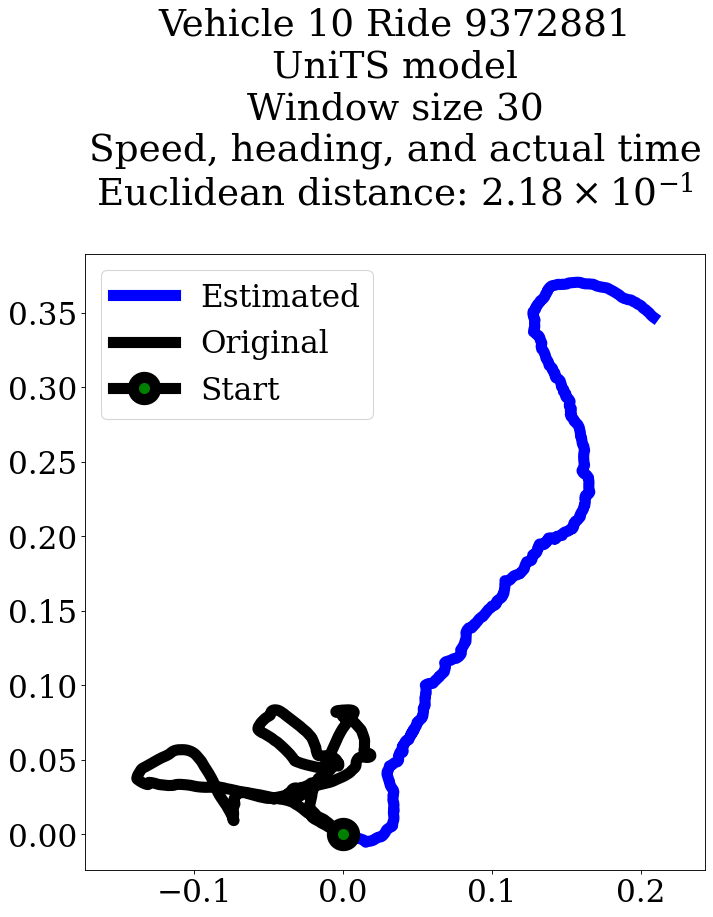 Vehicle 10 Ride 9372881
UniTS model
Window size 30
Speed, heading, and actual time
Euclidean distance: $2.18 \times 10^{-1}$
Estimated
Original
Start
0.35
0.30
0.25
0.20
0.15
0.10
0.05
0.00
−0.1 0.0 0.1 0.2